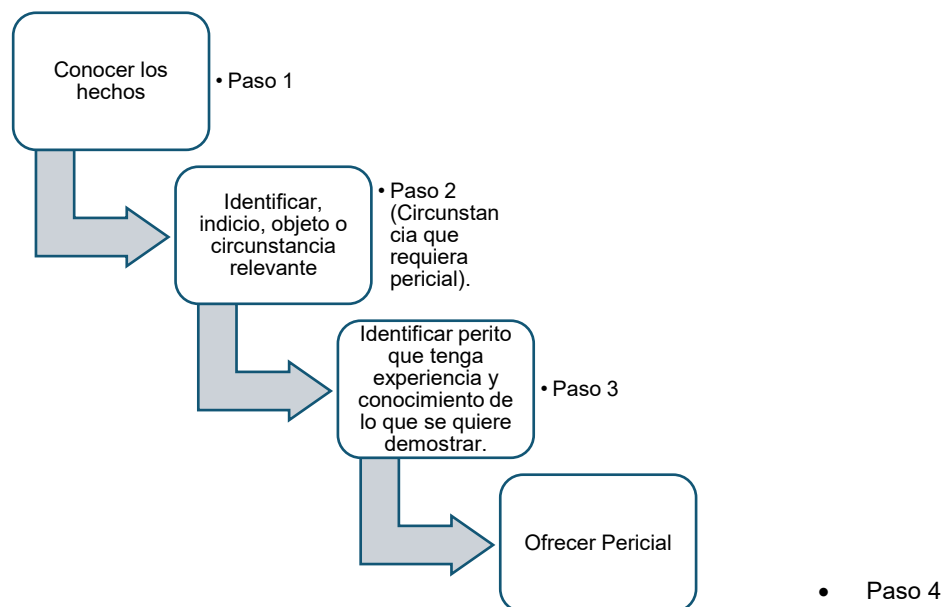 Conocer los
hechos
• Paso 1
Identificar,
indicio, objeto o
circunstancia
relevante
• Paso 2
(Circunstan
cia que
requiera
pericial).
Identificar perito
que tenga
experiencia y
conocimiento de
lo que se quiere
demostrar.
• Paso 3
Ofrecer Pericial
• Paso 4